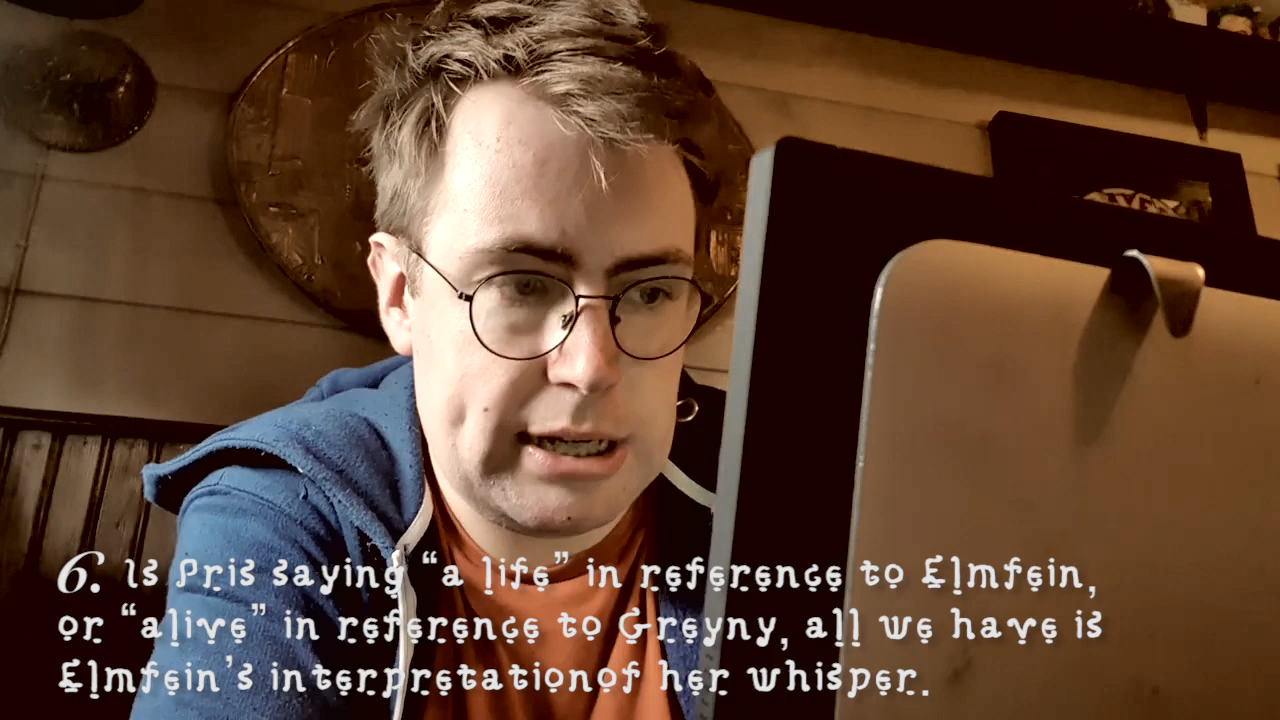 6. Is Pris saying “a life” in reference to Elmfein,
or “alive” in reference to Greyny, all we have is
Elmfein’s interpretationof her whisper.